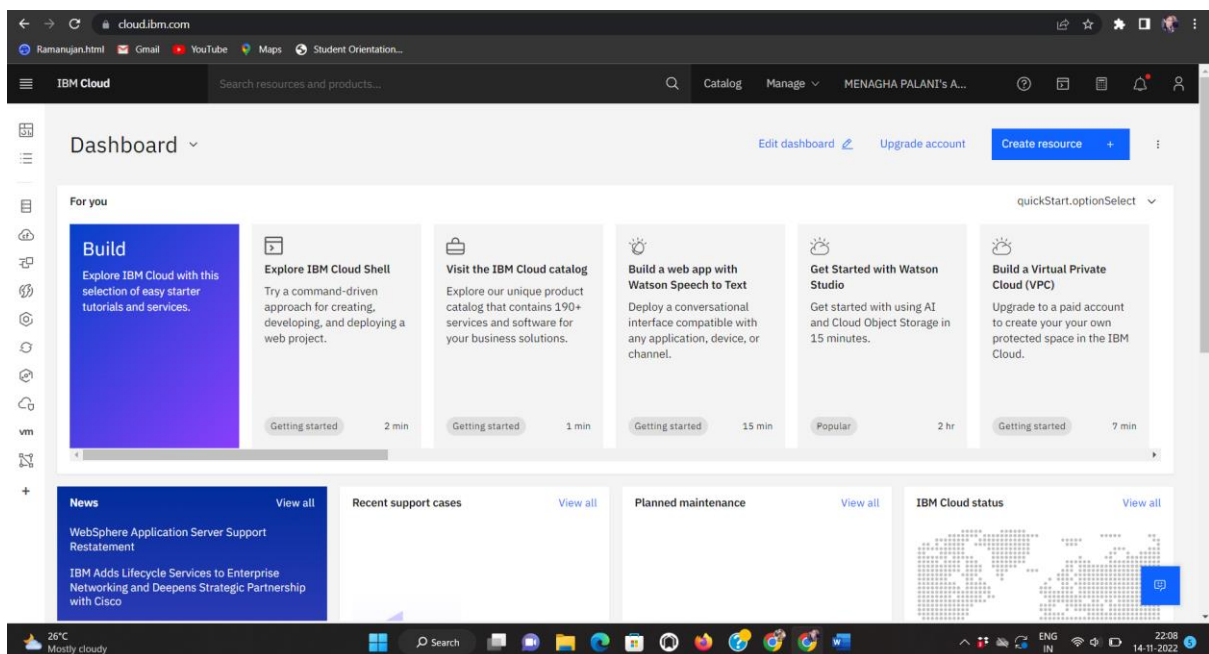 cloud.ibm.com
Ramanujan.html Gmail YouTube Maps Student Orientation...
IBM Cloud Search resources and products... Catalog Manage MENAGHA PALANI's A...
Dashboard Edit dashboard Upgrade account Create resource +
For you quickStart.optionSelect
Build
Explore IBM Cloud with this
selection of easy starter
tutorials and services.
Explore IBM Cloud Shell
Try a command-driven
approach for creating,
developing, and deploying a
web project.
Getting started 2 min
Visit the IBM Cloud catalog
Explore our unique product
catalog that contains 190+
services and software for
your business solutions.
Getting started 1 min
Build a web app with
Watson Speech to Text
Deploy a conversational
interface compatible with
any application, device, or
channel.
Getting started 15 min
Get Started with Watson
Studio
Get started with using AI
and Cloud Object Storage in
15 minutes.
Popular 2 hr
Build a Virtual Private
Cloud (VPC)
Upgrade to a paid account
to create your your own
protected space in the IBM
Cloud.
Getting started 7 min
vm
News View all
WebSphere Application Server Support
Restatement
IBM Adds Lifecycle Services to Enterprise
Networking and Deepens Strategic Partnership
with Cisco
Recent support cases View all
Planned maintenance View all
IBM Cloud status View all
26°C
Mostly cloudy
Search
ENG
IN
22:08
14-11-2022
5